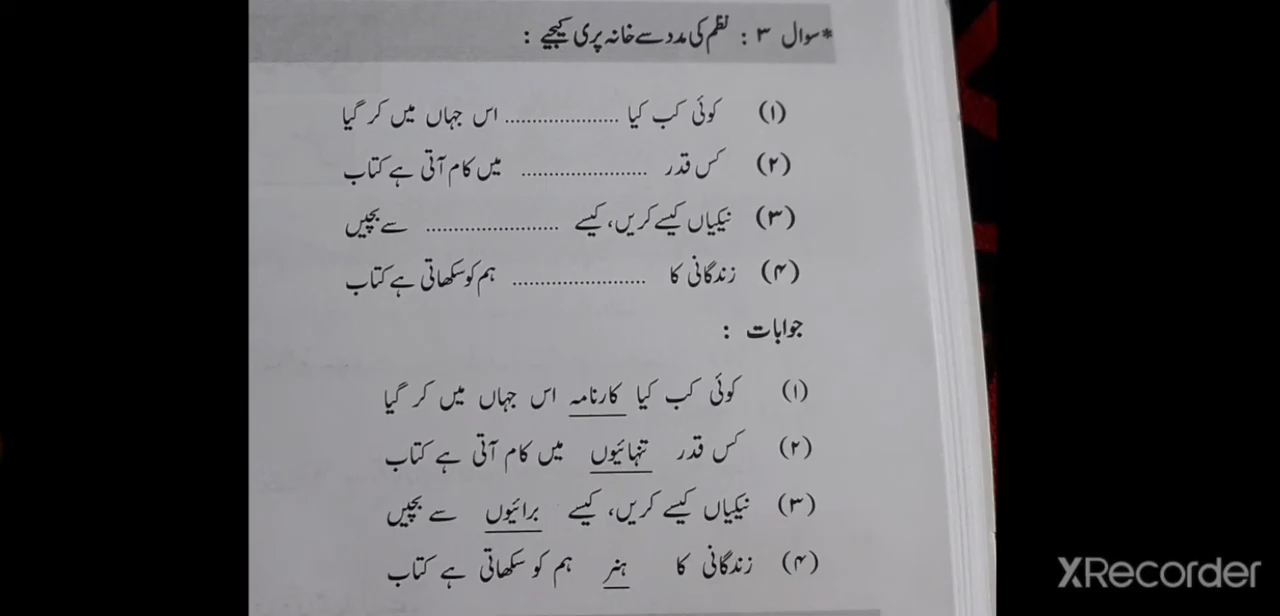 *سوال ۳ : نظم کی مدد سے خانہ پری کیجیے :
(۱) کوئی کب کیا ..................... اس جہاں میں کر گیا
(۲) کس قدر ....................... میں کام آتی ہے کتاب
(۳) نیکیاں کیسے کریں، کیسے ........................ سے بچیں
(۴) زندگانی کا ........................ ہم کو سکھاتی ہے کتاب
جوابات :
(۱) کوئی کب کیا کارنامہ اس جہاں میں کر گیا
(۲) کس قدر تنہائیوں میں کام آتی ہے کتاب
(۳) نیکیاں کیسے کریں، کیسے برائیوں سے بچیں
(۴) زندگانی کا ہنر ہم کو سکھاتی ہے کتاب
XRecorder